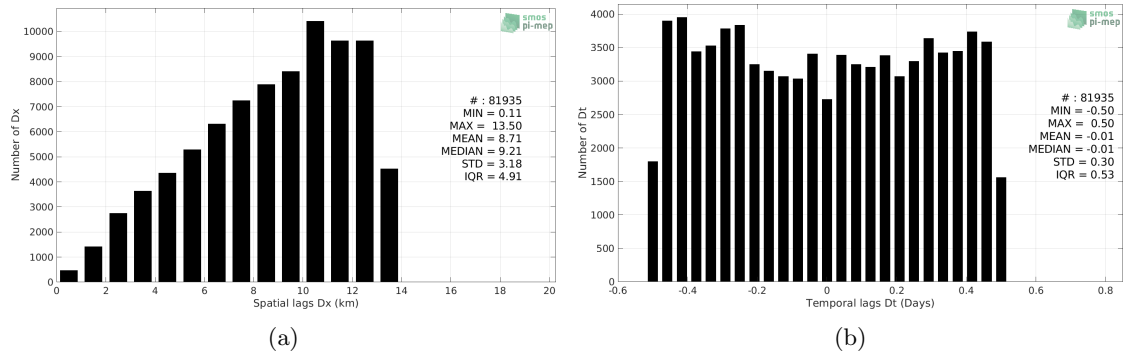 10000
9000
8000
7000
6000
5000
4000
3000
2000
1000
0
Number of Dx
smos
pi-mep
# : 81935
MIN = 0.11
MAX = 13.50
MEAN = 8.71
MEDIAN = 9.21
STD = 3.18
IQR = 4.91
0 2 4 6 8 10 12 14 16 18 20
Spatial lags Dx (km)
(a)
4000
3500
3000
2500
2000
1500
1000
500
0
Number of Dt
smos
pi-mep
# : 81935
MIN = -0.50
MAX = 0.50
MEAN = -0.01
MEDIAN = -0.01
STD = 0.30
IQR = 0.53
-0.6 -0.4 -0.2 0 0.2 0.4 0.6 0.8
Temporal lags Dt (Days)
(b)